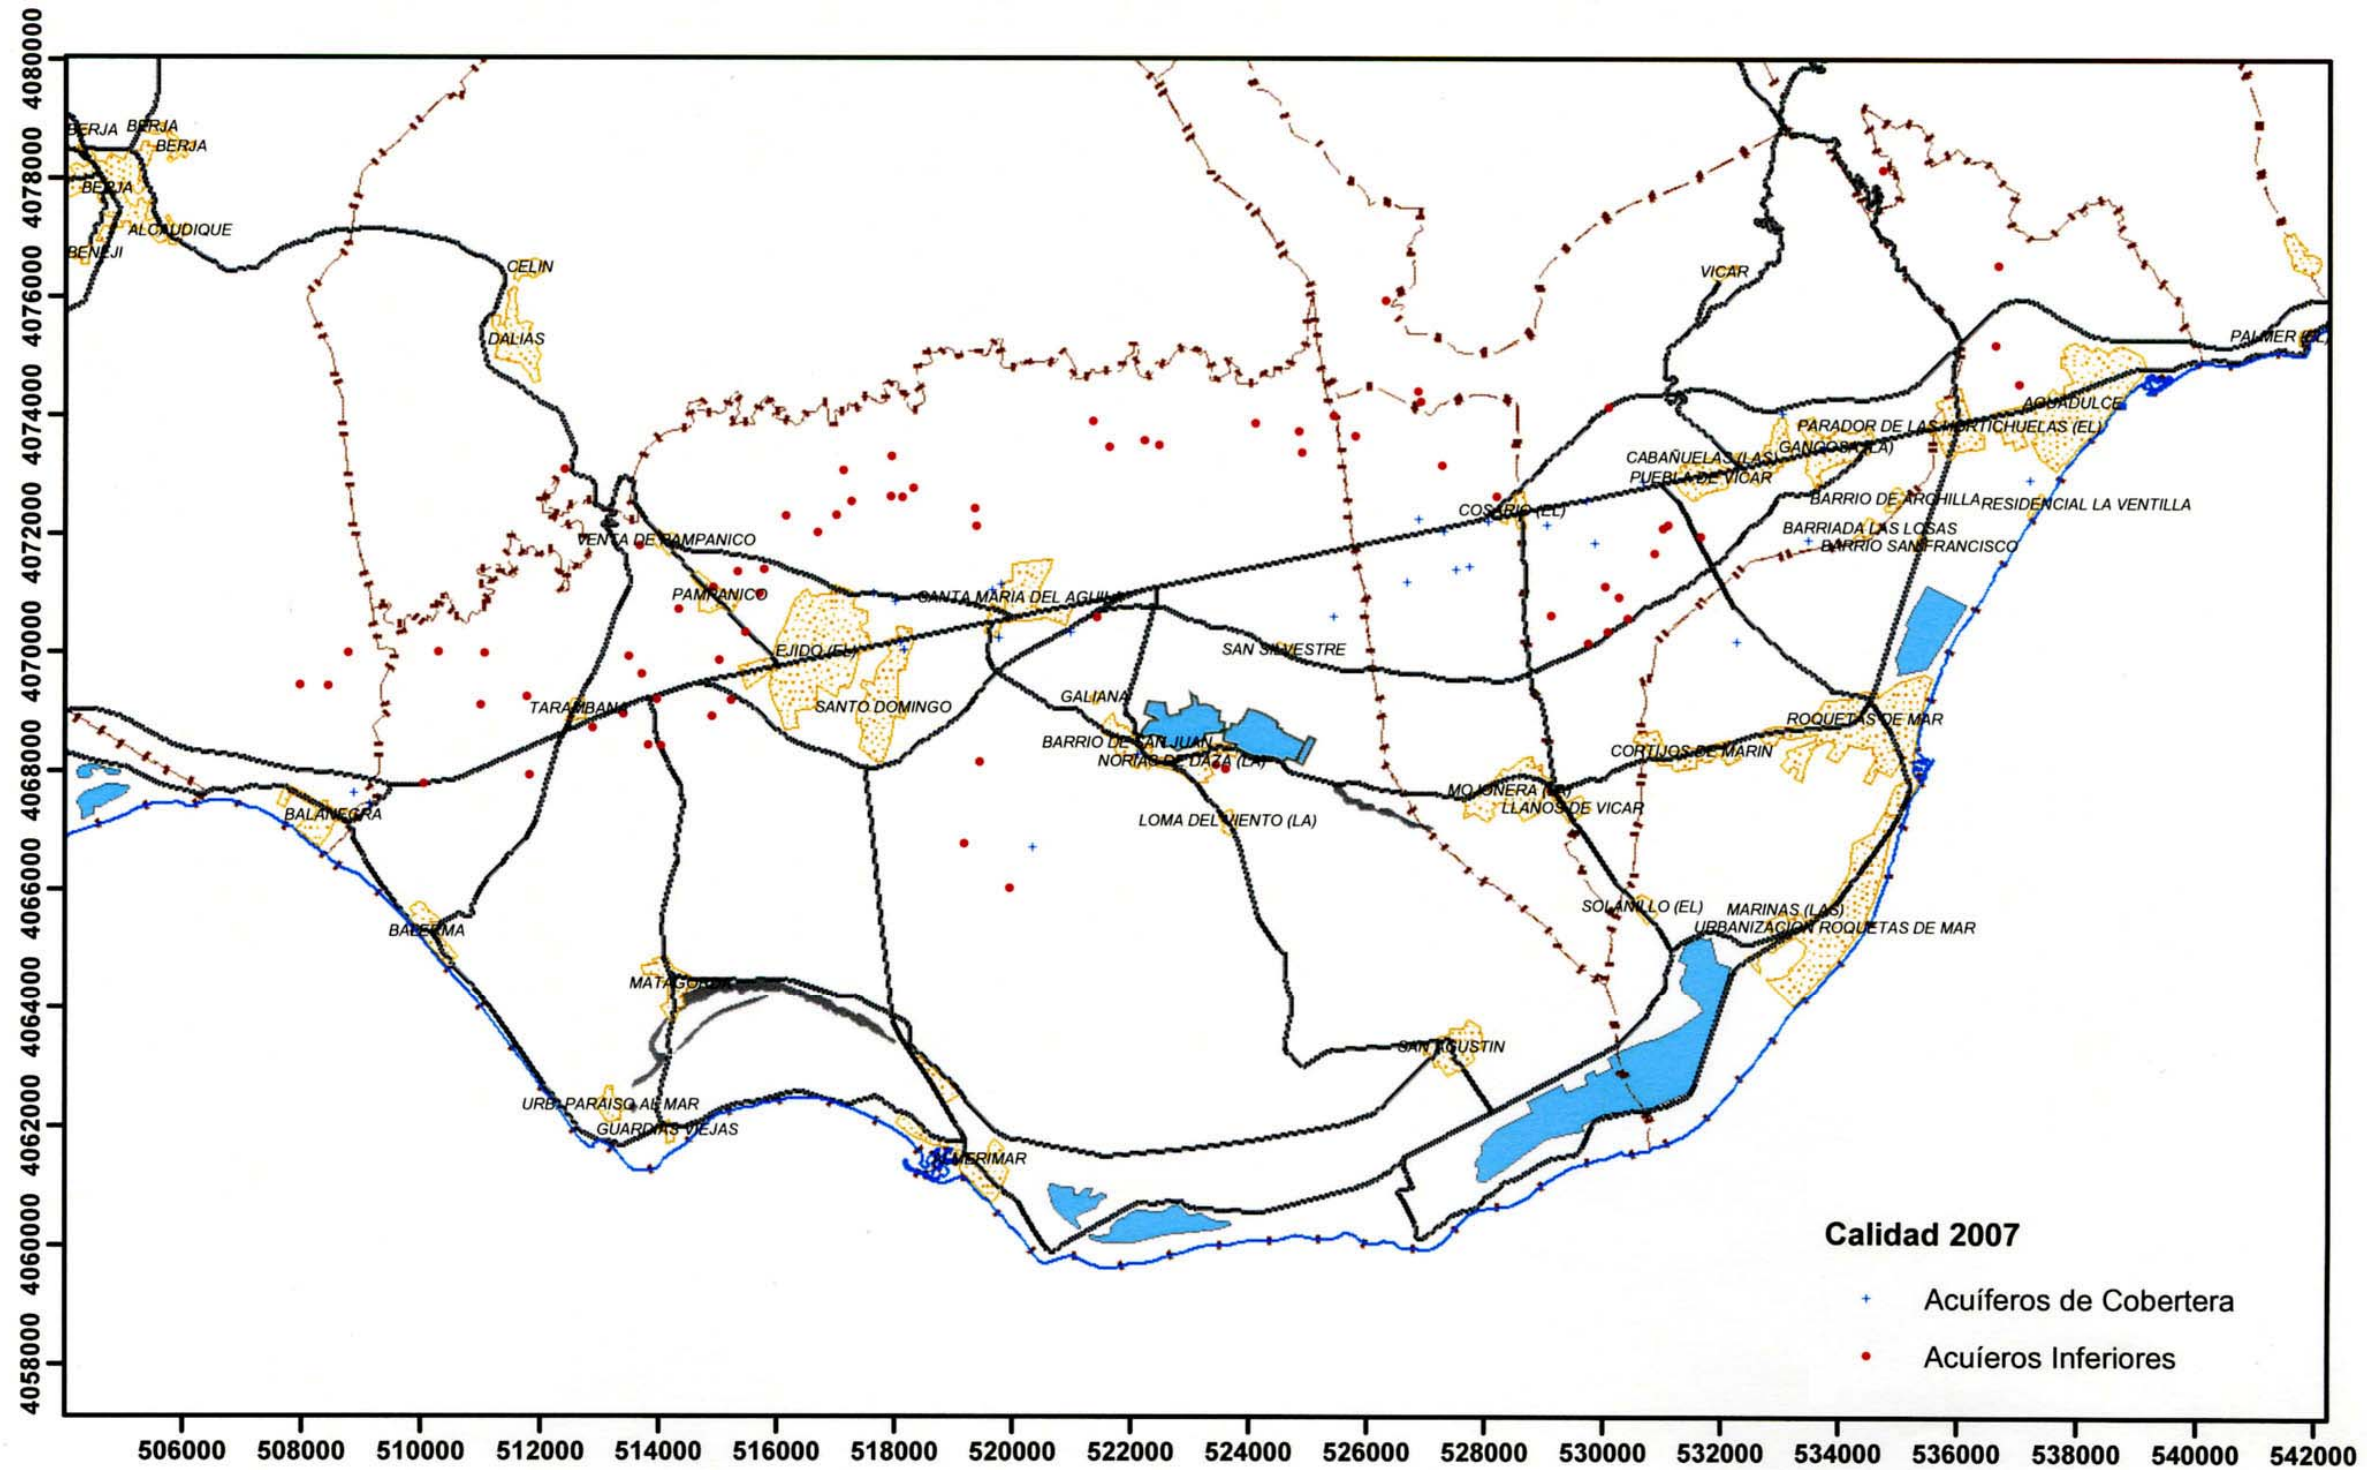 4080000
4078000
4076000
4074000
4072000
4070000
4068000
4066000
4064000
4062000
4060000
4058000
BERJA
BERJA
BERJA
BERJA
ALCAUDIQUE
BENEJI
CELIN
DALIAS
VICAR
PALMER (EL)
AGUADULCE
PARADOR DE LAS HORTICHUELAS (EL)
GANGOSA (LA)
CABAÑUELAS (LAS)
PUEBLA DE VICAR
BARRIO DE ARCHILLA
RESIDENCIAL LA VENTILLA
COSARIO (EL)
BARRIADA LAS LOSAS
BARRIO SAN FRANCISCO
VENTA DE PAMPANICO
PAMPANICO
SANTA MARIA DEL AGUILA
EJIDO (EL)
SAN SILVESTRE
GALIANA
TARAMBANA
SANTO DOMINGO
ROQUETAS DE MAR
BARRIO DE SAN JUAN
NORIAS DE DAZA (LA)
CORTIJOS DE MARIN
MOJONERA (LA)
LLANOS DE VICAR
BALANEGRA
LOMA DEL VIENTO (LA)
SOLANILLO (EL)
MARINAS (LAS)
URBANIZACION ROQUETAS DE MAR
BALERMA
MATAGORDA
SAN AGUSTIN
URB. PARAISO AL MAR
GUARDIAS VIEJAS
ALMERIMAR
Calidad 2007
Acuíferos de Cobertera
Acuíeros Inferiores
506000
508000
510000
512000
514000
516000
518000
520000
522000
524000
526000
528000
530000
532000
534000
536000
538000
540000
542000